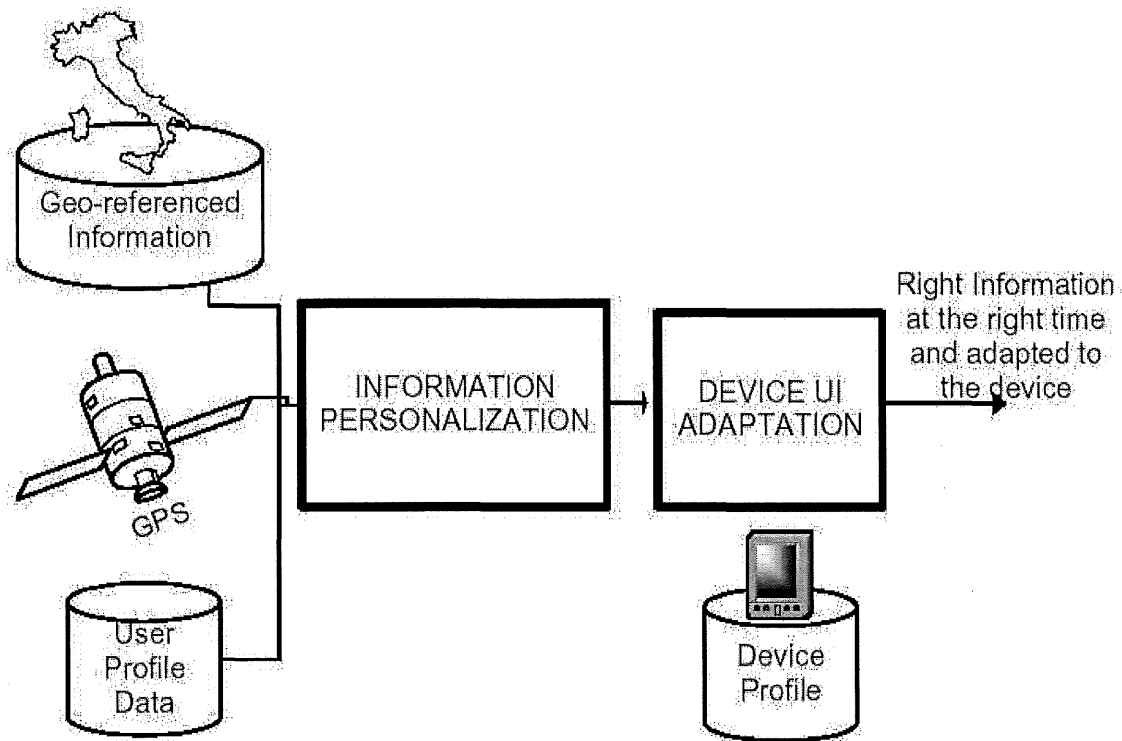 Geo-referenced
Information
GPS
User
Profile
Data
INFORMATION
PERSONALIZATION
DEVICE UI
ADAPTATION
Device
Profile
Right Information
at the right time
and adapted to
the device